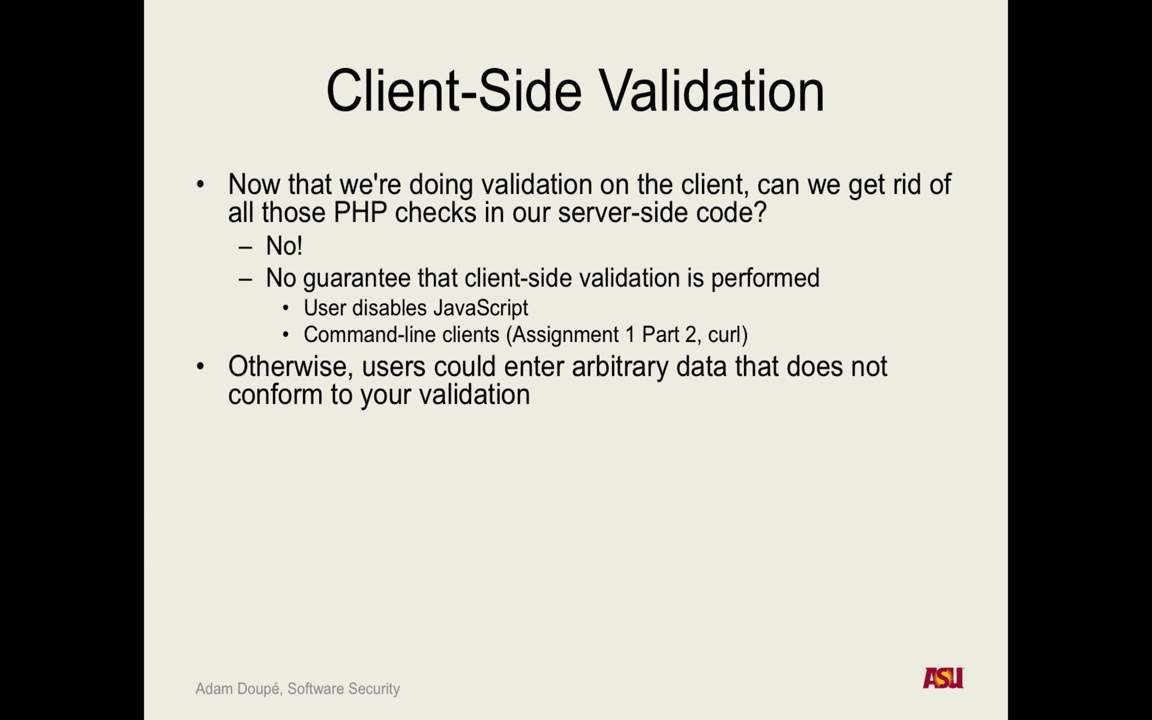 Client-Side Validation
• Now that we're doing validation on the client, can we get rid of
all those PHP checks in our server-side code?
– No!
– No guarantee that client-side validation is performed
• User disables JavaScript
• Command-line clients (Assignment 1 Part 2, curl)
• Otherwise, users could enter arbitrary data that does not
conform to your validation
Adam Doupé, Software Security
ASU